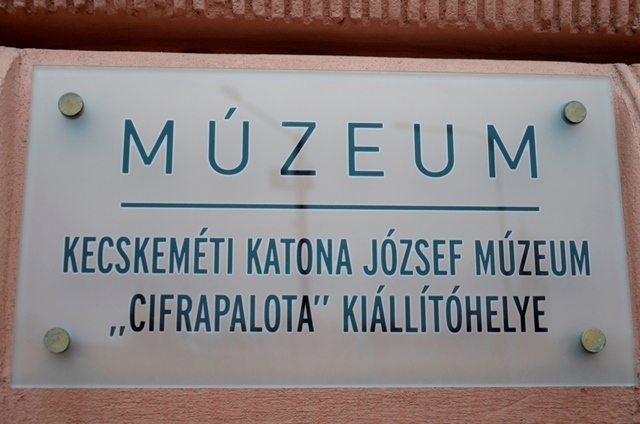 MÚZEUM
KECSKEMÉTI KATONA JÓZSEF MÚZEUM
„CIFRAPALOTA” KIÁLLÍTÓHELYE